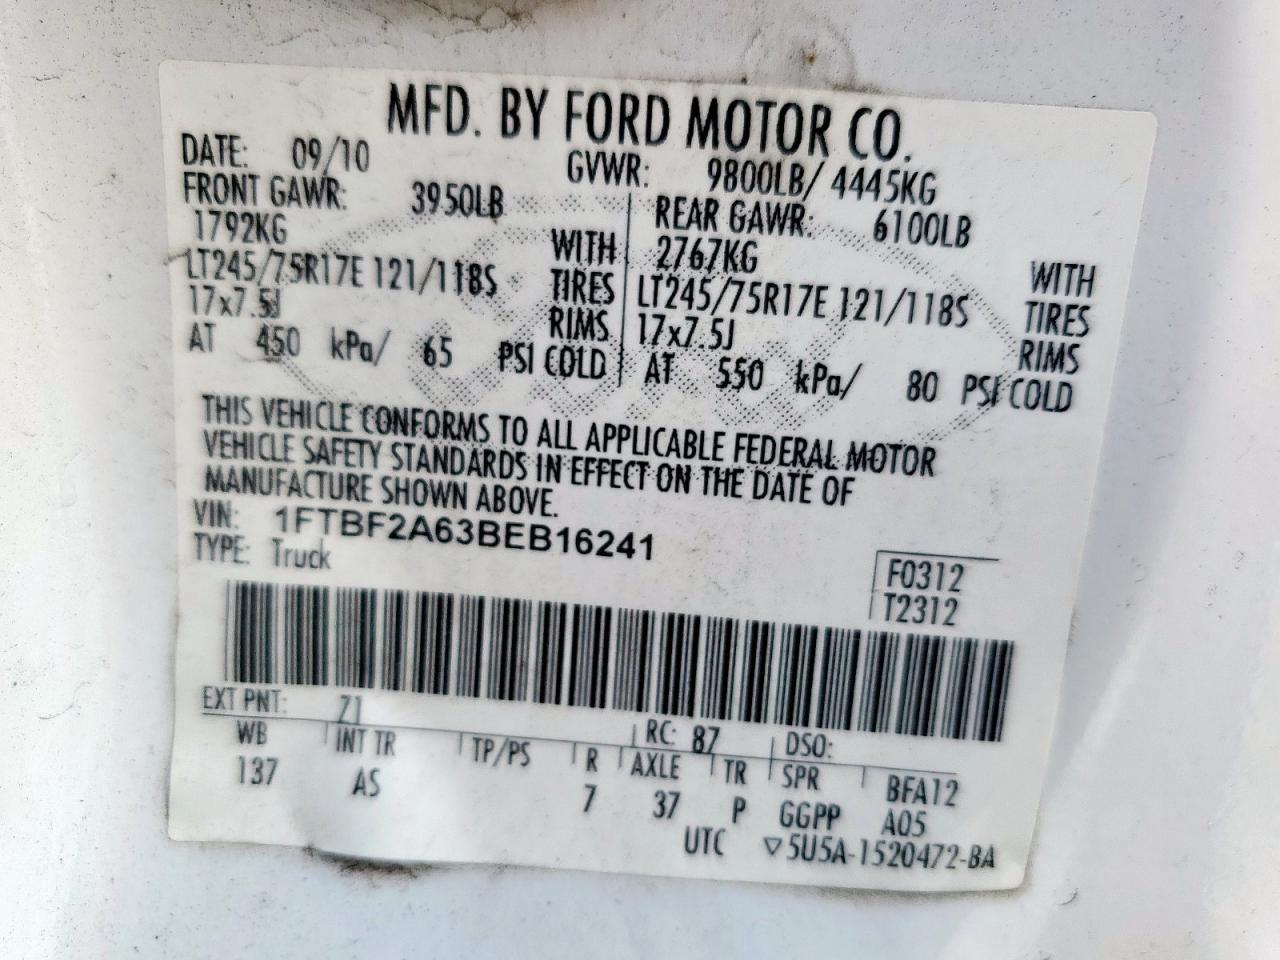 MFD. BY FORD MOTOR CO.
DATE: 09/10 GVWR: 9800LB/ 4445KG
FRONT GAWR: 3950LB REAR GAWR: 6100LB
1792KG WITH 2767KG WITH
LT245/75R17E 121/118S TIRES LT245/75R17E 121/118S TIRES
17x7.5J RIMS 17x7.5J RIMS
AT 450 kPa/ 65 PSI COLD AT 550 kPa/ 80 PSI COLD
THIS VEHICLE CONFORMS TO ALL APPLICABLE FEDERAL MOTOR
VEHICLE SAFETY STANDARDS IN EFFECT ON THE DATE OF
MANUFACTURE SHOWN ABOVE.
VIN: 1FTBF2A63BEB16241
TYPE: Truck
F0312
T2312
EXT PNT: Z1 RC: 87 DSO:
WB INT TR TP/PS R AXLE TR SPR BFA12
137 AS 7 37 P GGPP A05
UTC ▽5U5A-1520472-BA